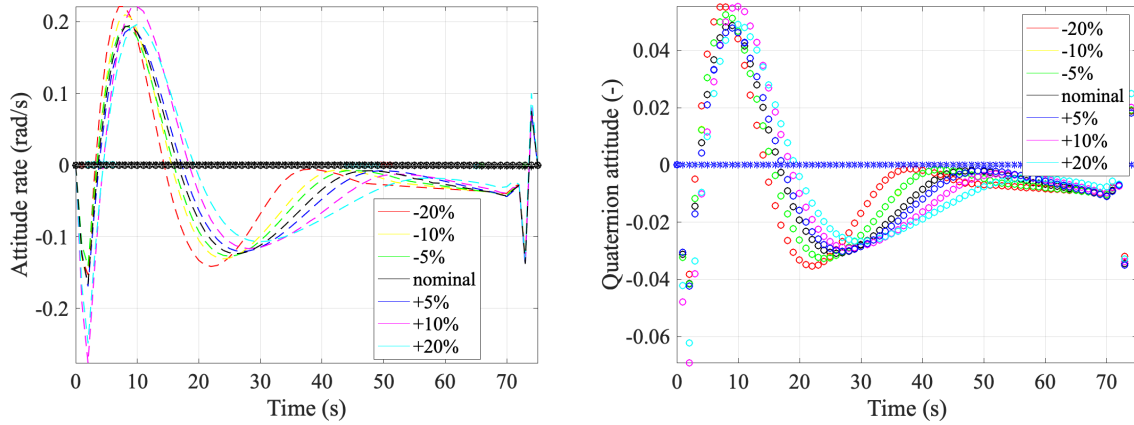 0.2
0.1
0
-0.1
-0.2
Attitude rate (rad/s)
0 10 20 30 40 50 60 70
Time (s)
-20%
-10%
-5%
nominal
+5%
+10%
+20%
0.04
0.02
0
-0.02
-0.04
-0.06
Quaternion attitude (-)
0 10 20 30 40 50 60 70
Time (s)
-20%
-10%
-5%
nominal
+5%
+10%
+20%